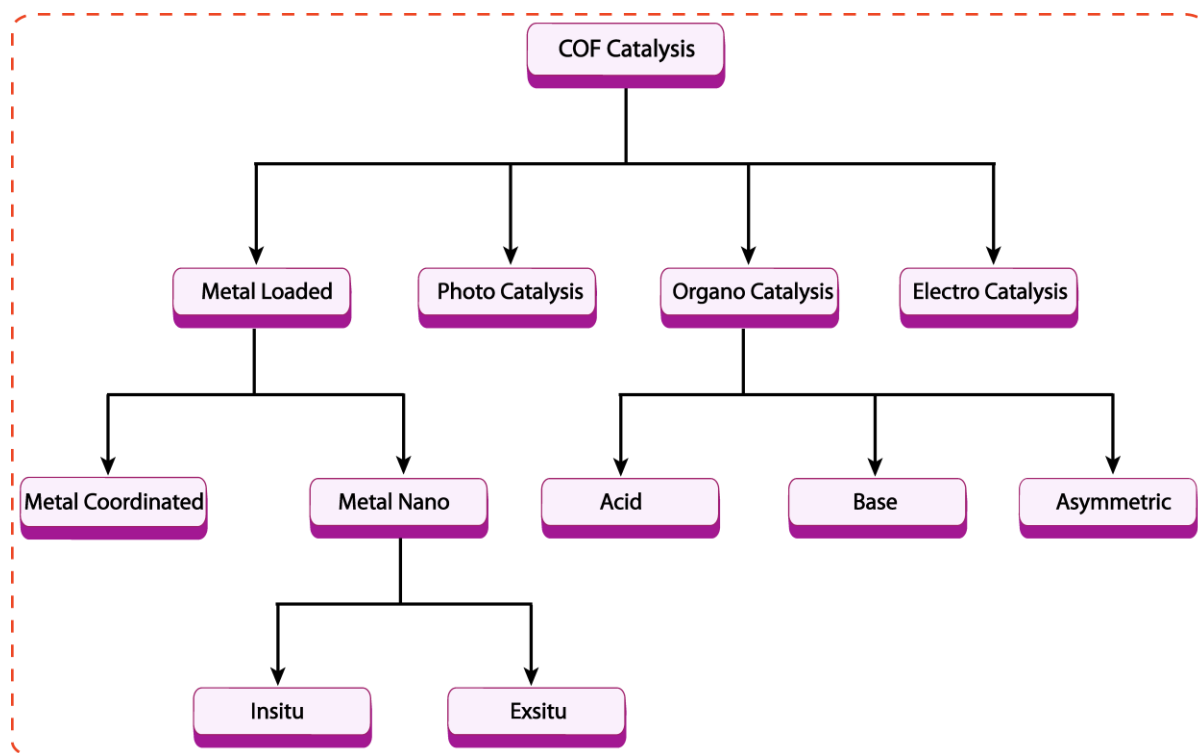 COF Catalysis
Metal Loaded
Photo Catalysis
Organo Catalysis
Electro Catalysis
Metal Coordinated
Metal Nano
Acid
Base
Asymmetric
Insitu
Exsitu